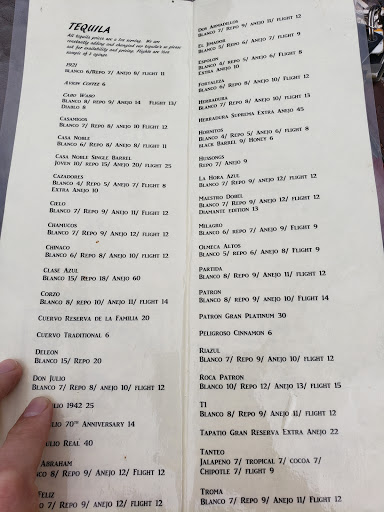 TEQUILA
All tequila prices are a 1oz serving. We are
constantly adding and changing our tequilas so please
ask for availability and pricing. Flights are 1oz
samples of 3 
1921
Blanco 6/Repo 7/ Anejo 8/ flight 11
Avion Coffee 6
Cabo Wabo
Blanco 8/ Repo 9/ Anejo 14 Flight 13/
Diablo 8
Casamigos
Blanco 7/ Repo 8/ Anejo 10/ flight 12
Casa Noble
Blanco 6/ Repo 8/ Anejo 8/ flight 11
Casa Noble Single Barrel
Joven 10/ Repo 15/ Anejo 20/ flight 25
Cazadores
Blanco 4/ Repo 5/ Anejo 7/ Flight 8
Extra Anejo 10
Cielo
Blanco 7/ Repo 9/ Anejo 11/ Flight 12
Chamucos
Blanco 7/ Repo 9/ Anejo 12/ flight 12
Chinaco
Blanco 6/ Repo 8/ Anejo 10/ Flight 12
Clase Azul
Blanco 15/ Repo 18/ Anejo 60
Corzo
Blanco 8/ repo 10/ Anejo 11/ Flight 14
Cuervo Reserva de la Familia 20
Cuervo Traditional 6
Deleon
Blanco 15/ Repo 20
Don Julio
Blanco 7/ Repo 8/ Anejo 10/ flight 12
ulio 1942 25
lio 70th Anniversary 14
ulio Real 40
Abraham
co 8/ Repo 9/ Anejo 12/ Flight 12
Feliz
o 7/ Repo 9/ Anejo 12/ Flight 12
Dos Armadillos
Blanco 7/ Repo 9/ Anejo 11/ Flight 12
El Jimador
Blanco 5/ Repo 6/ Anejo 7/ Flight 9
Espolon
Blanco 4/ Repo 5/ Anejo 6/ Flight 8
Extra Anejo 10
Fortaleza
Blanco 6/ Repo 8/ Anejo 10/ Flight 12
Herradura
Blanco 7/ Repo 8/ Anejo 10/ Flight 13
Herradura Suprema Extra Anejo 45
Hornitos
Blanco 4/ Repo 5/ Anejo 6/ flight 8
Black Barrel 9/ Honey 6
Huisongs
Repo 7/ Anejo 9
La Hora Azul
Blanco 7/ Repo 9/ Anejo 12/ flight 12
Maestro Dobel
Blanco 7/ Repo 9/ Anejo 12/ Flight 12
Diamante edition 13
Milagro
Blanco 6/ repo 7/ Anejo 9/ Flight 9
Olmeca Altos
Blanco 5/ Repo 6/ Anejo 8/ Flight 9
Partida
Blanco 8/ Repo 9/ Anejo 11/ flight 12
Patron
Blanco 8/ repo 9/ Anejo 10/ Flight 14
Patron Gran Platinum 30
Peligroso Cinnamon 6
Riazul
Blanco 7/ Repo 9/ Anejo 10/ flight 12
Roca Patron
Blanco 10/ Repo 12/ Anejo 13/ flight 15
T1
Blanco 8/ Repo 9/ Anejo 11/ Flight 12
Tapatio Gran Reserva Extra Anejo 22
Tanteo
Jalapeno 7/ tropical 7/ cocoa 7/
Chipotle 7/ flight 9
Troma
Blanco 7/ Repo 9/ Anejo 11/ Flight 12